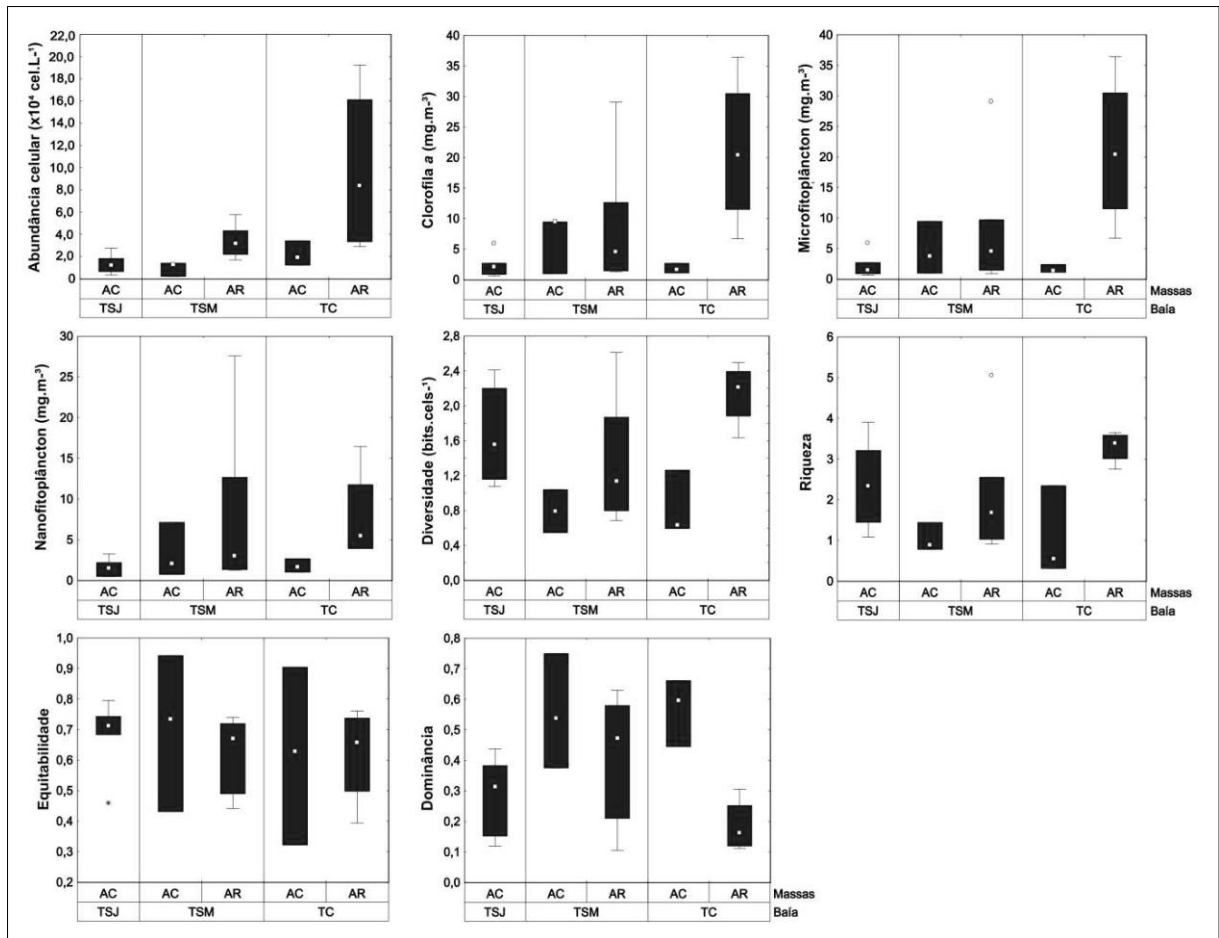 Abundância celular (x10⁴ cel.L-¹)
22,0
20,0
18,0
16,0
14,0
12,0
10,0
8,0
6,0
4,0
2,0
0
AC AC AR AC AR
TSJ TSM TC
Clorofila a (mg.m-³)
40
35
30
25
20
15
10
5
0
AC AC AR AC AR
TSJ TSM TC
Microfitoplâncton (mg.m-³)
40
35
30
25
20
15
10
5
0
AC AC AR AC AR Massas
TSJ TSM TC Baía
Nanofitoplâncton (mg.m-³)
30
25
20
15
10
5
0
AC AC AR AC AR
TSJ TSM TC
Diversidade (bits.cels-¹)
2,8
2,4
2,0
1,6
1,2
0,8
0,4
0,0
AC AC AR AC AR
TSJ TSM TC
Riqueza
6
5
4
3
2
1
0
AC AC AR AC AR Massas
TSJ TSM TC Baía
Equitabilidade
1,0
0,9
0,8
0,7
0,6
0,5
0,4
0,3
0,2
AC AC AR AC AR
TSJ TSM TC
Dominância
0,8
0,7
0,6
0,5
0,4
0,3
0,2
0,1
0,0
AC AC AR AC AR Massas
TSJ TSM TC Baía